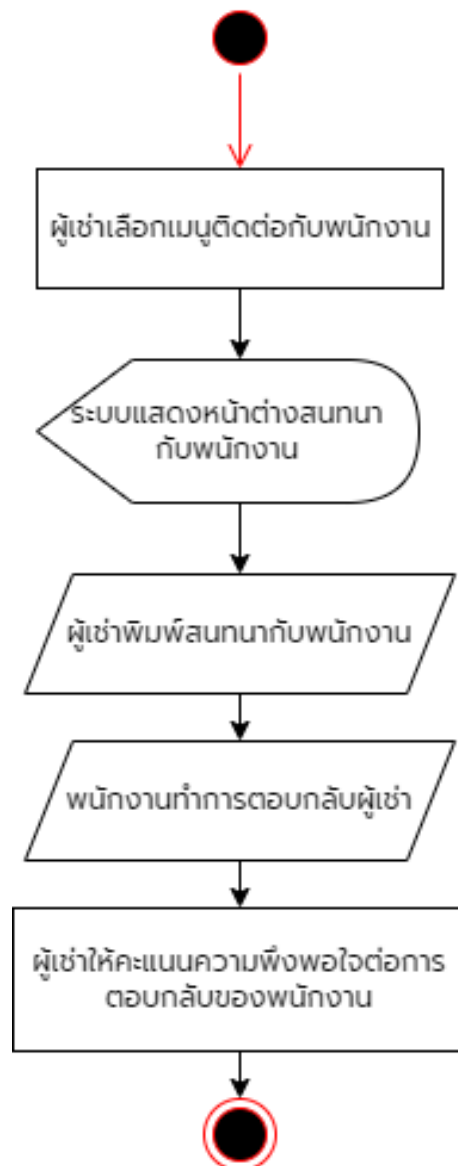 ผู้เช่าเลือกเมนูติดต่อกับพนักงาน
ระบบแสดงหน้าต่างสนทนา
กับพนักงาน
ผู้เช่าพิมพ์สนทนากับพนักงาน
พนักงานทำการตอบกลับผู้เช่า
ผู้เช่าให้คะแนนความพึงพอใจต่อการ
ตอบกลับของพนักงาน